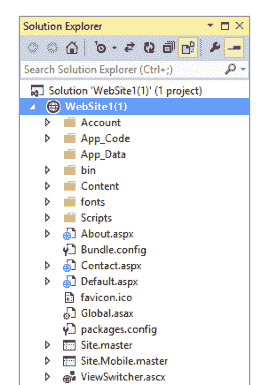 Solution Explorer
Search Solution Explorer (Ctrl+;)
Solution 'WebSite1(1)' (1 project)
WebSite1(1)
Account
App_Code
App_Data
bin
Content
fonts
Scripts
About.aspx
Bundle.config
Contact.aspx
Default.aspx
favicon.ico
Global.asax
packages.config
Site.master
Site.Mobile.master
ViewSwitcher.ascx